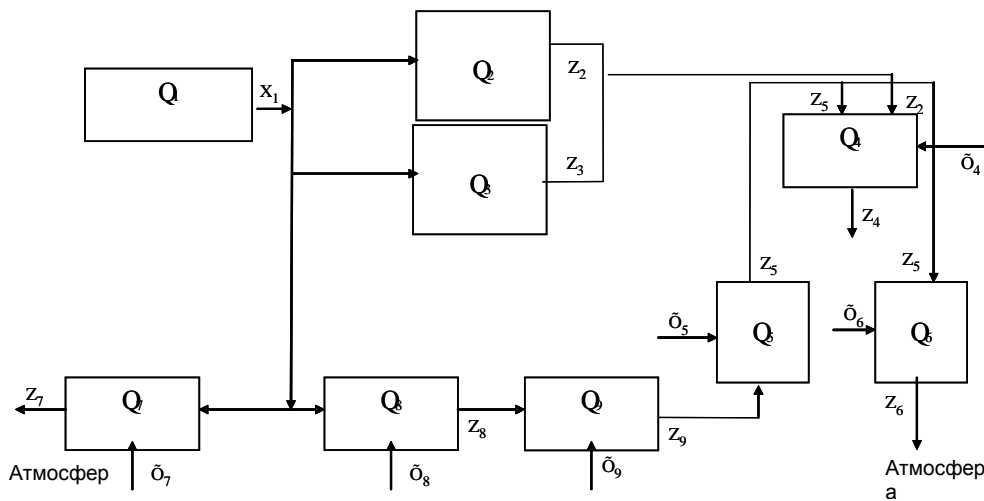 Q₁
x₁
Q₂
z₂
Q₃
z₃
z₅
z₂
Q₄
õ₄
z₄
z₅
z₅
õ₅
Q₅
õ₆
Q₆
z₆
z₇
Q₇
Q₈
z₈
Q₉
z₉
Атмосфер
õ₇
õ₈
õ₉
Атмосфер
а